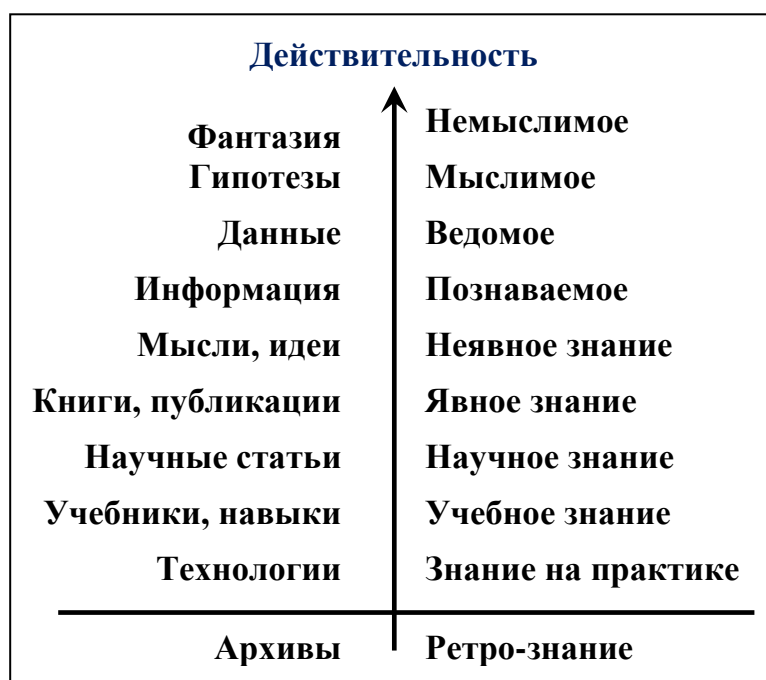 Действительность
Фантазия
Немыслимое
Гипотезы
Мыслимое
Данные
Ведомое
Информация
Познаваемое
Мысли, идеи
Неявное знание
Книги, публикации
Явное знание
Научные статьи
Научное знание
Учебники, навыки
Учебное знание
Технологии
Знание на практике
Архивы
Ретро-знание